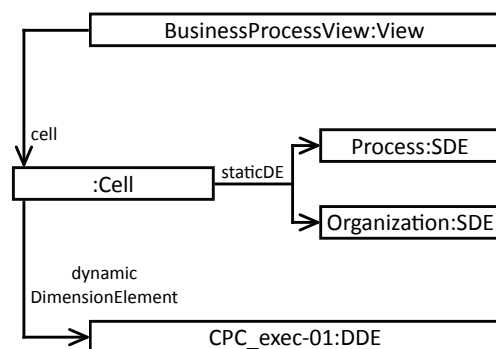 BusinessProcessView:View
cell
Process:SDE
staticDE
:Cell
Organization:SDE
dynamic
DimensionElement
CPC_exec-01:DDE